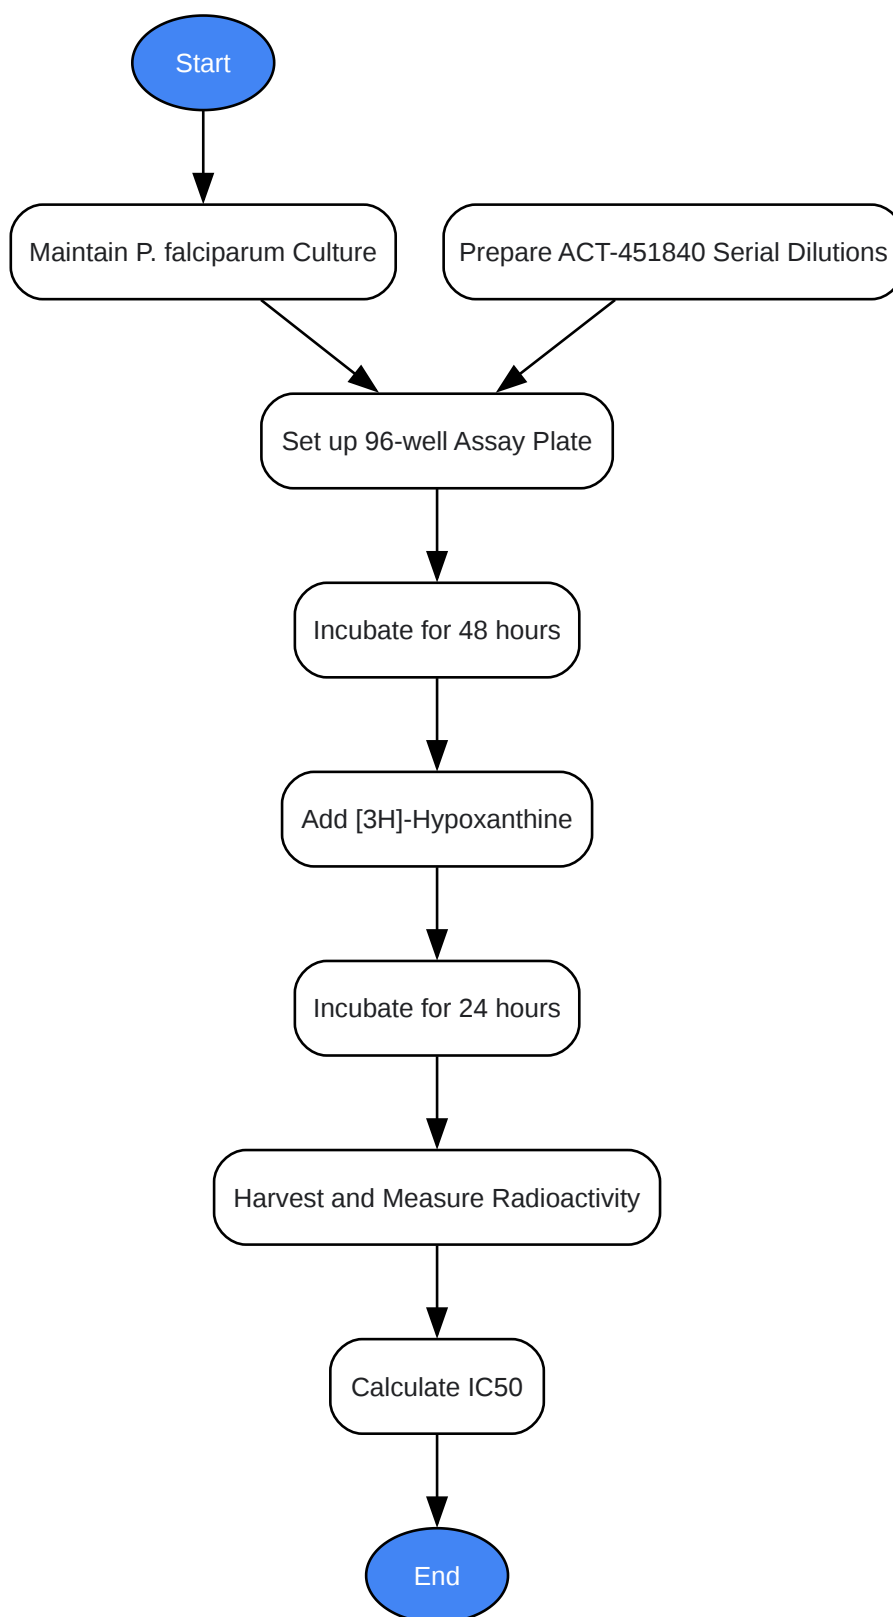 Start
Maintain P. falciparum Culture
Prepare ACT-451840 Serial Dilutions
Set up 96-well Assay Plate
Incubate for 48 hours
Add [3H]-Hypoxanthine
Incubate for 24 hours
Harvest and Measure Radioactivity
Calculate IC50
End